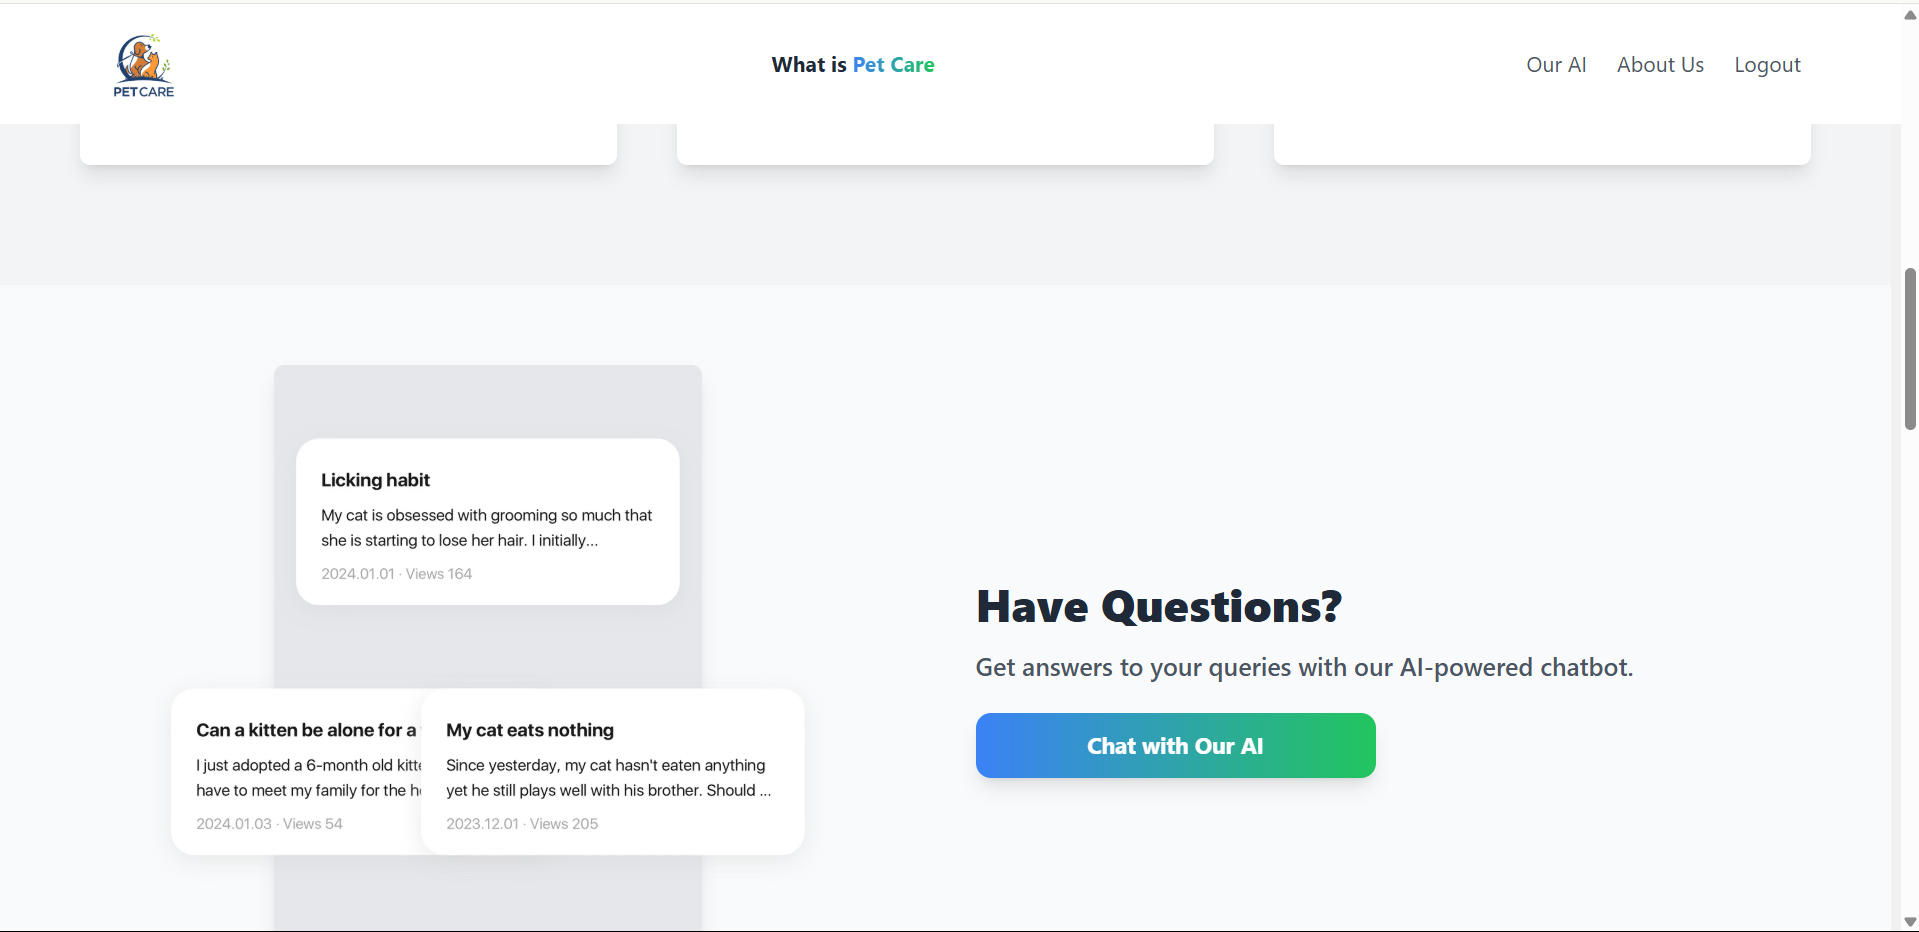 PETCARE
What is Pet Care
Our AI
About Us
Logout
Licking habit
My cat is obsessed with grooming so much that
she is starting to lose her hair. I initially...
2024.01.01 · Views 164
Can a kitten be alone for a
I just adopted a 6-month old
have to meet my family for the
2024.01.03 · Views 54
My cat eats nothing
Since yesterday, my cat hasn't eaten anything
yet he still plays well with his brother. Should ...
2023.12.01 · Views 205
Have Questions?
Get answers to your queries with our AI-powered chatbot.
Chat with Our AI